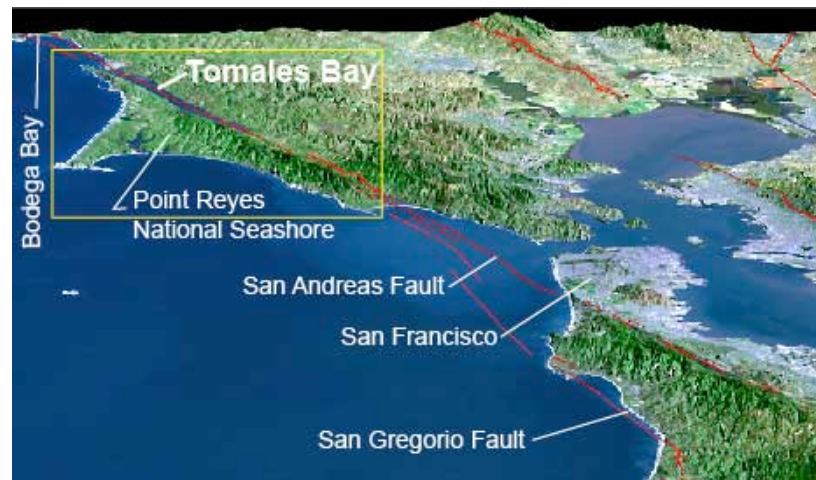 Tomales Bay
Bodega Bay
Point Reyes
National Seashore
San Andreas Fault
San Francisco
San Gregorio Fault